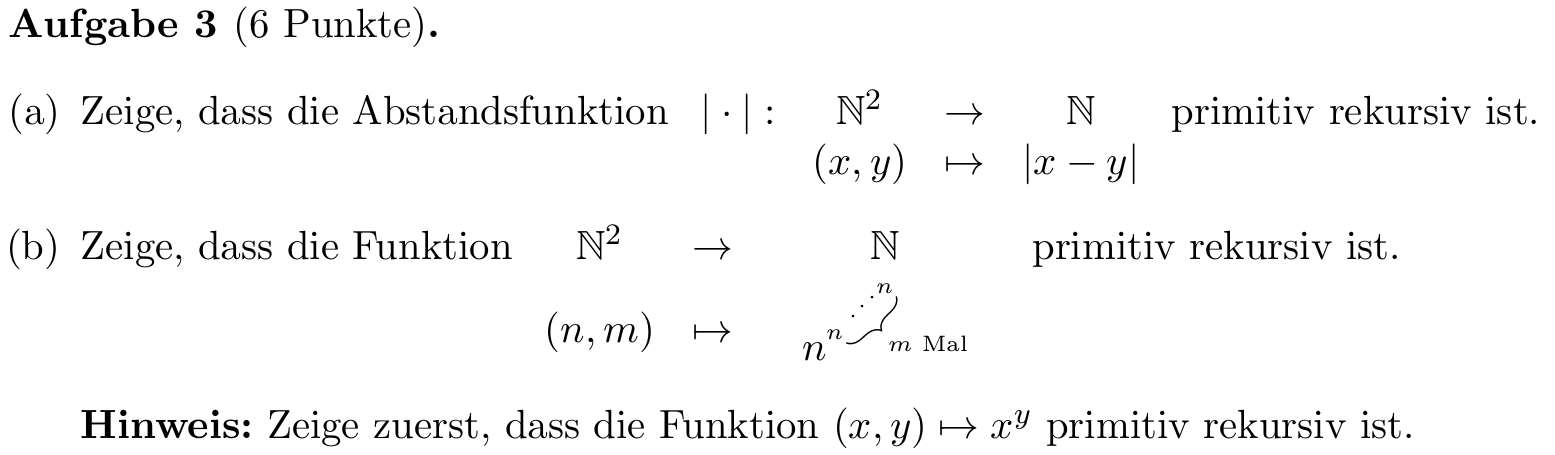 Aufgabe 3 (6 Punkte).
(a) Zeige, dass die Abstandsfunktion | · | : ℕ² → ℕ primitiv rekursiv ist.
(x, y) ↦ |x − y|
(b) Zeige, dass die Funktion ℕ² → ℕ primitiv rekursiv ist.
(n, m) ↦ n^{n^{⋰^{n}}} m Mal
Hinweis: Zeige zuerst, dass die Funktion (x, y) ↦ x^y primitiv rekursiv ist.